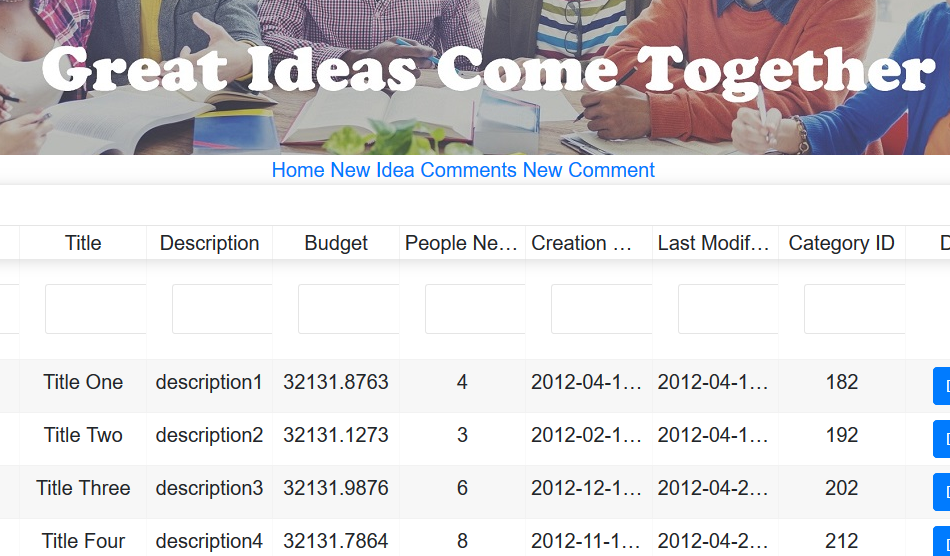 Great Ideas Come Together
Home New Idea Comments New Comment
Title Description Budget People Ne... Creation ... Last Modif... Category ID D
Title One description1 32131.8763 4 2012-04-1... 2012-04-1... 182 D
Title Two description2 32131.1273 3 2012-02-1... 2012-04-1... 192 D
Title Three description3 32131.9876 6 2012-12-1... 2012-04-2... 202 D
Title Four description4 32131.7864 8 2012-11-1... 2012-04-2... 212